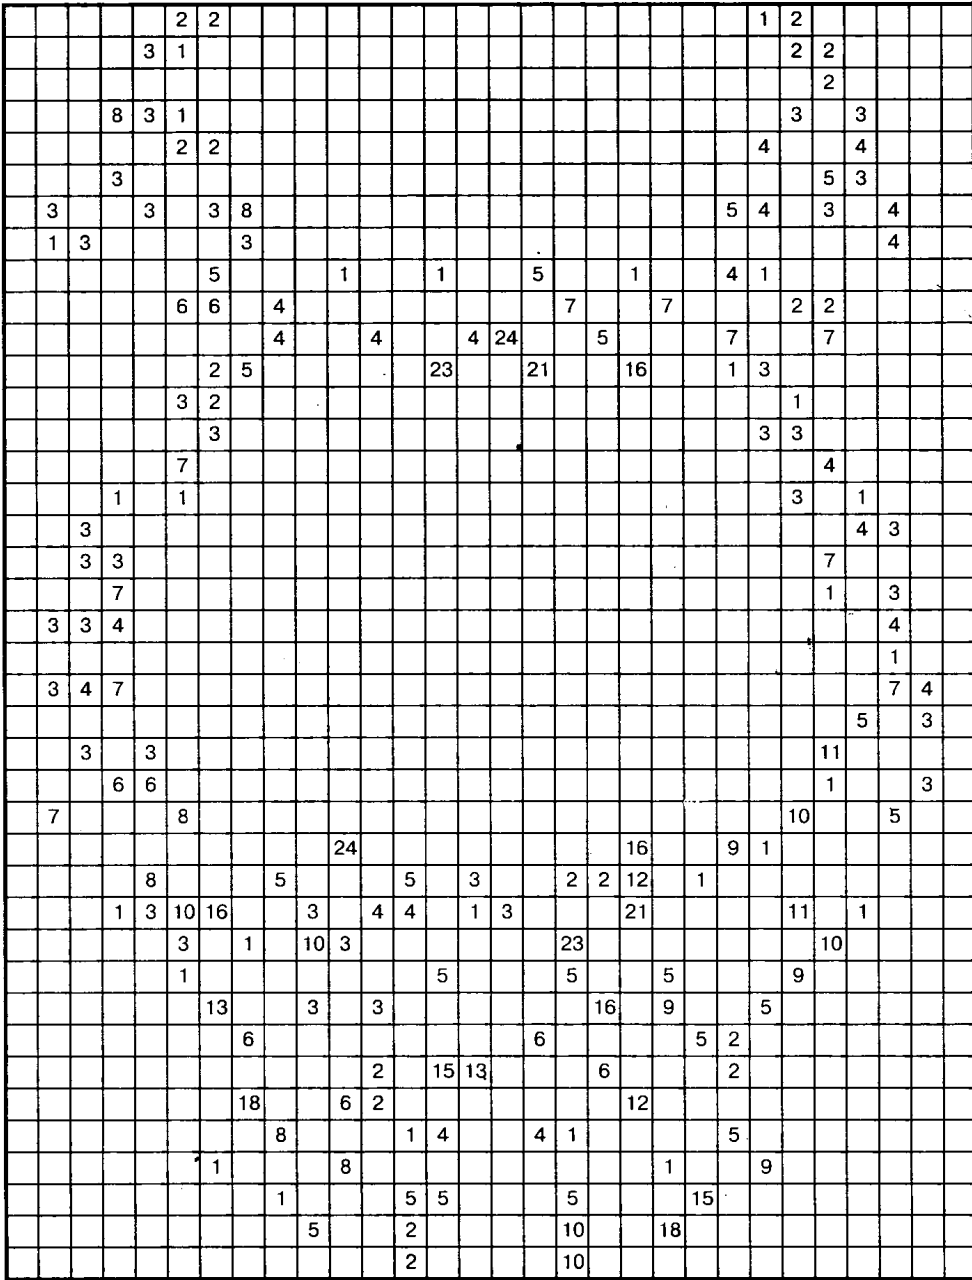 2 2 1 2
3 1 2 2
2
8 3 1 3 3
2 2 4 4
3 5 3
3 3 3 8 5 4 3 4
1 3 3 4
5 1 1 5 1 4 1
6 6 4 7 7 2 2
4 4 4 24 5 7 7
2 5 23 21 16 1 3
3 2 1
3 3 3
7 4
1 1 3 1
3 4 3
3 3 7
7 1 3
3 3 4 4
1
3 4 7 7 4
5 3
3 3 11
6 6 1 3
7 8 10 5
24 16 9 1
8 5 5 3 2 2 12 1
1 3 10 16 3 4 4 1 3 21 11 1
3 1 10 3 23 10
1 5 5 5 9
13 3 3 16 9 5
6 6 5 2
2 15 13 6 2
18 6 2 12
8 1 4 4 1 5
1 8 1 9
1 5 5 5 15
5 2 10 18
2 10